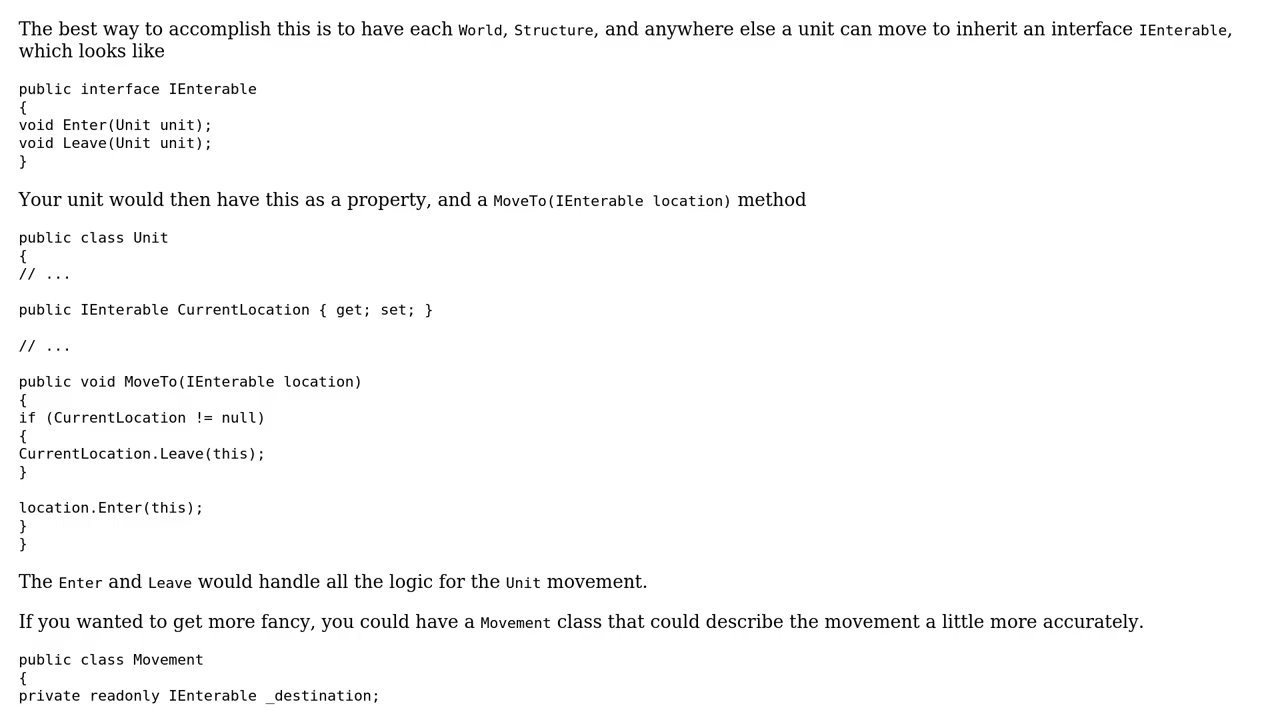 The best way to accomplish this is to have each World, Structure, and anywhere else a unit can move to inherit an interface IEnterable,
which looks like
public interface IEnterable
{
void Enter(Unit unit);
void Leave(Unit unit);
}
Your unit would then have this as a property, and a MoveTo(IEnterable location) method
public class Unit
{
// ...
public IEnterable CurrentLocation { get; set; }
// ...
public void MoveTo(IEnterable location)
{
if (CurrentLocation != null)
{
CurrentLocation.Leave(this);
}
location.Enter(this);
}
}
The Enter and Leave would handle all the logic for the Unit movement.
If you wanted to get more fancy, you could have a Movement class that could describe the movement a little more accurately.
public class Movement
{
private readonly IEnterable _destination;